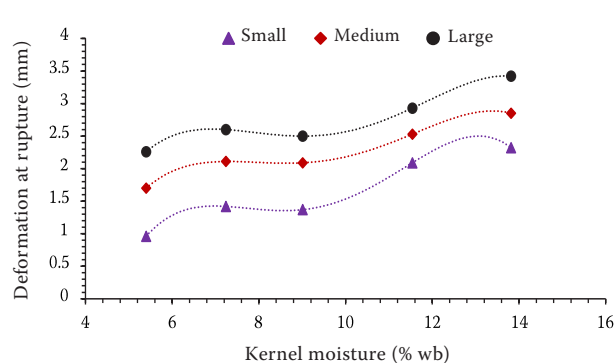 Small Medium Large
Deformation at rupture (mm)
4
3.5
3
2.5
2
1.5
1
0.5
0
4 6 8 10 12 14 16
Kernel moisture (% wb)